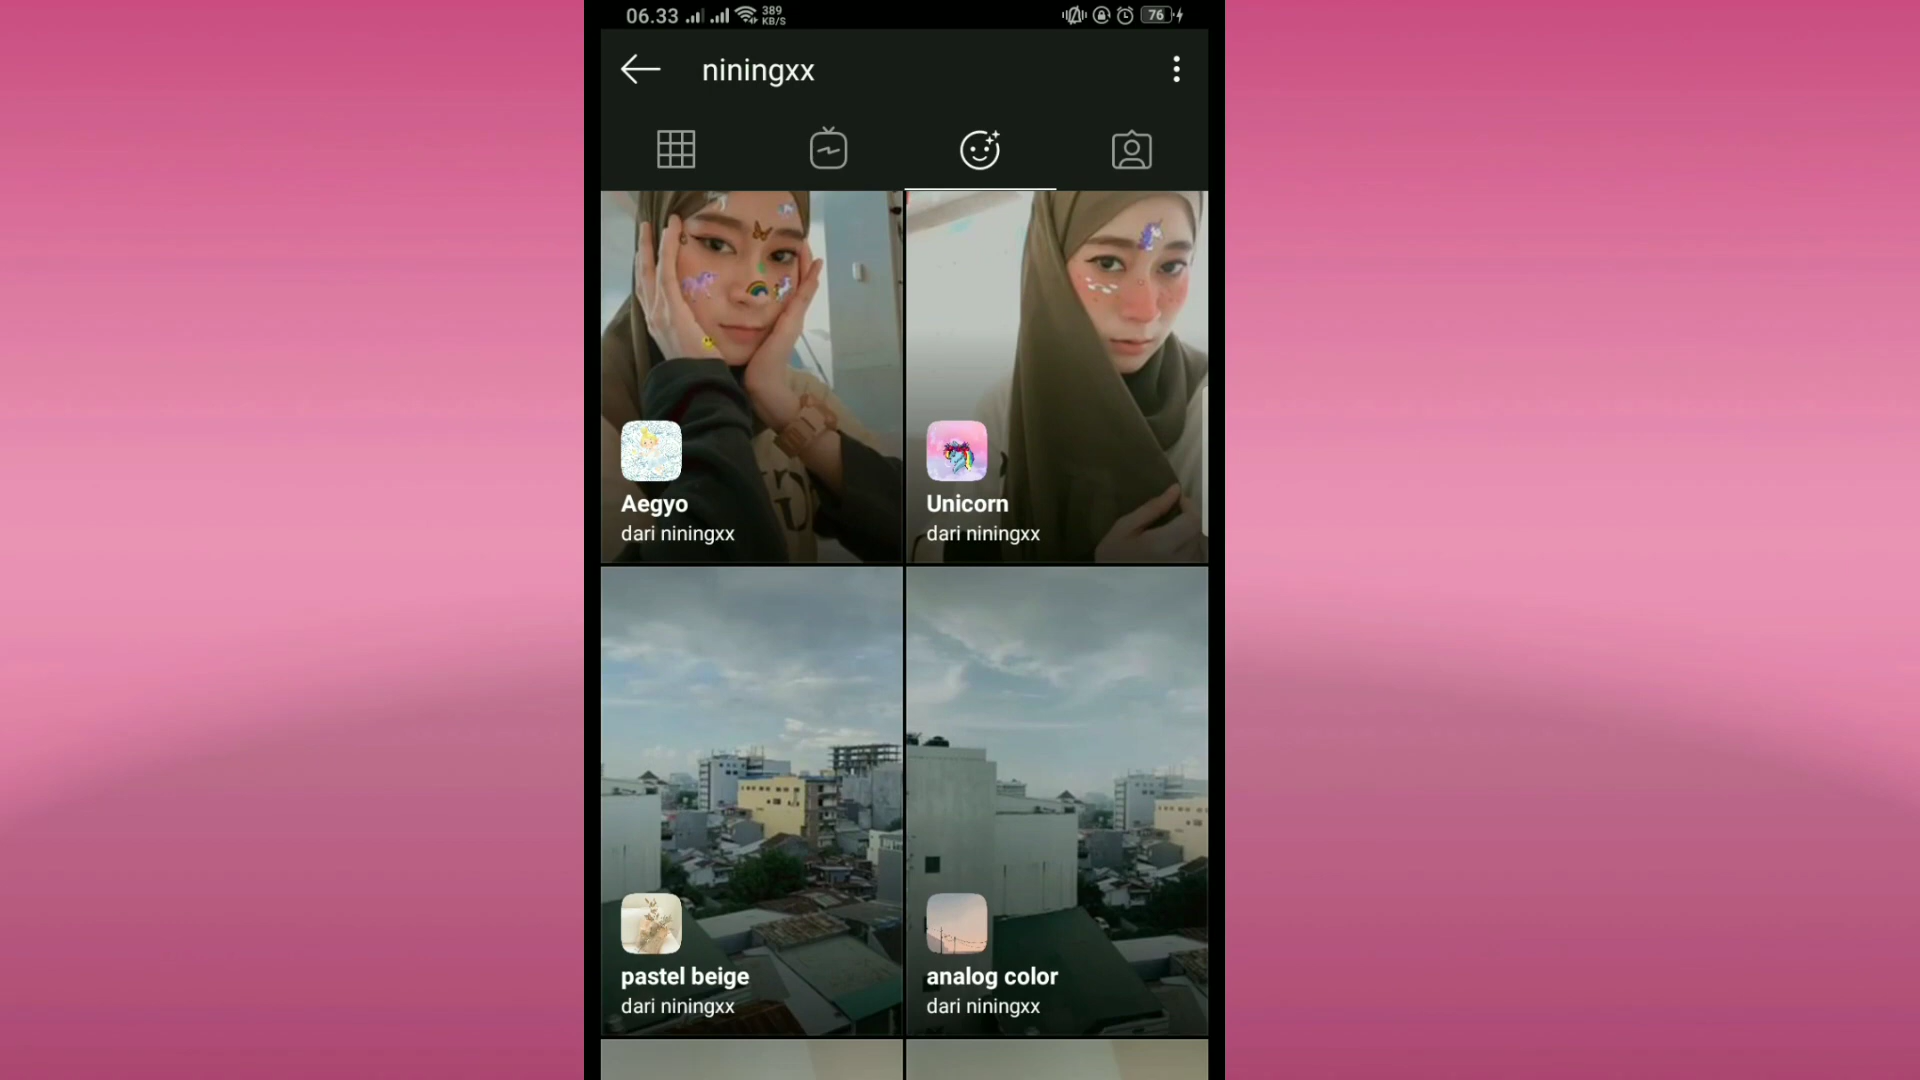 06.33
389
KB/S
76
niningxx
Aegyo
dari niningxx
Unicorn
dari niningxx
pastel beige
dari niningxx
analog color
dari niningxx